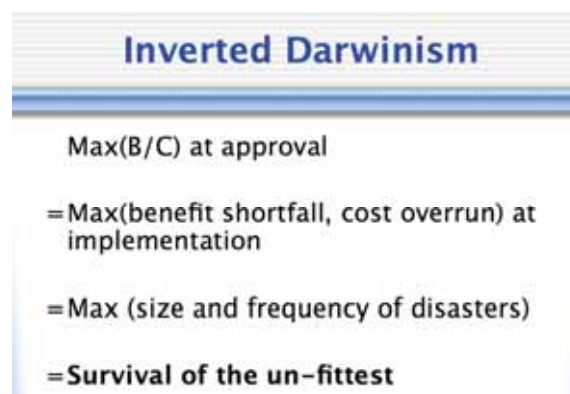 Inverted Darwinism
Max(B/C) at approval
=Max(benefit shortfall, cost overrun) at
implementation
=Max (size and frequency of disasters)
=Survival of the un-fittest